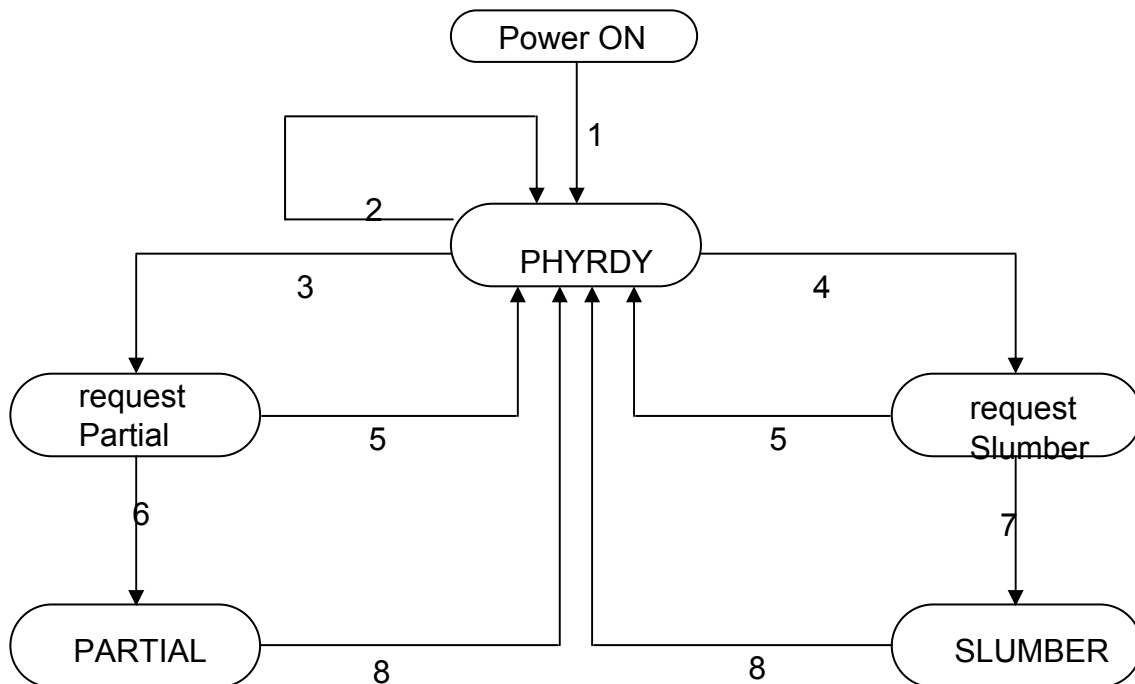 Power ON
1
2
PHYRDY
3
4
request
Partial
request
Slumber
5
5
6
7
PARTIAL
SLUMBER
8
8